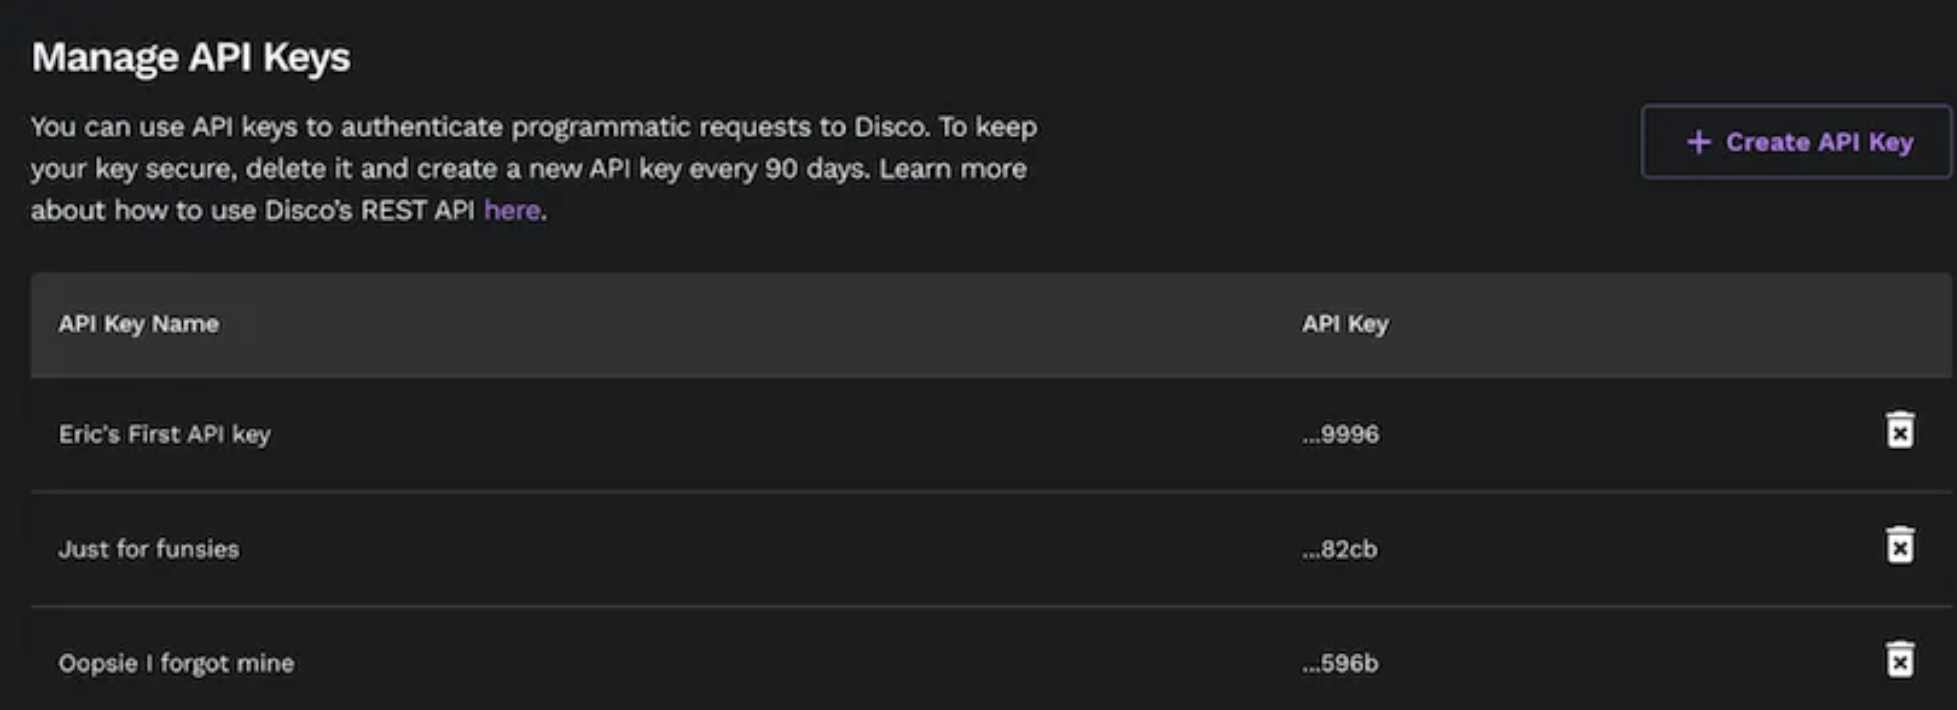 Manage API Keys
You can use API keys to authenticate programmatic requests to Disco. To keep
your key secure, delete it and create a new API key every 90 days. Learn more
about how to use Disco’s REST API here.
+ Create API Key
API Key Name API Key
Eric's First API key ...9996
Just for funsies ...82cb
Oopsie I forgot mine ...596b